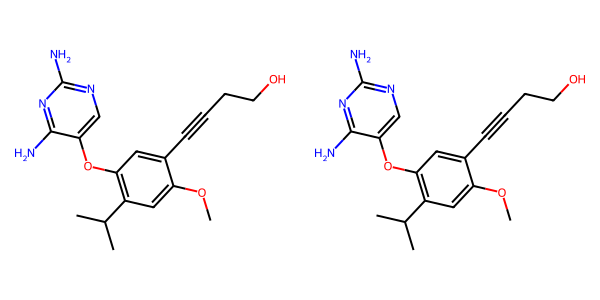 NH₂ NH₂
OH OH
N N N N
H₂N H₂N
O O
O O